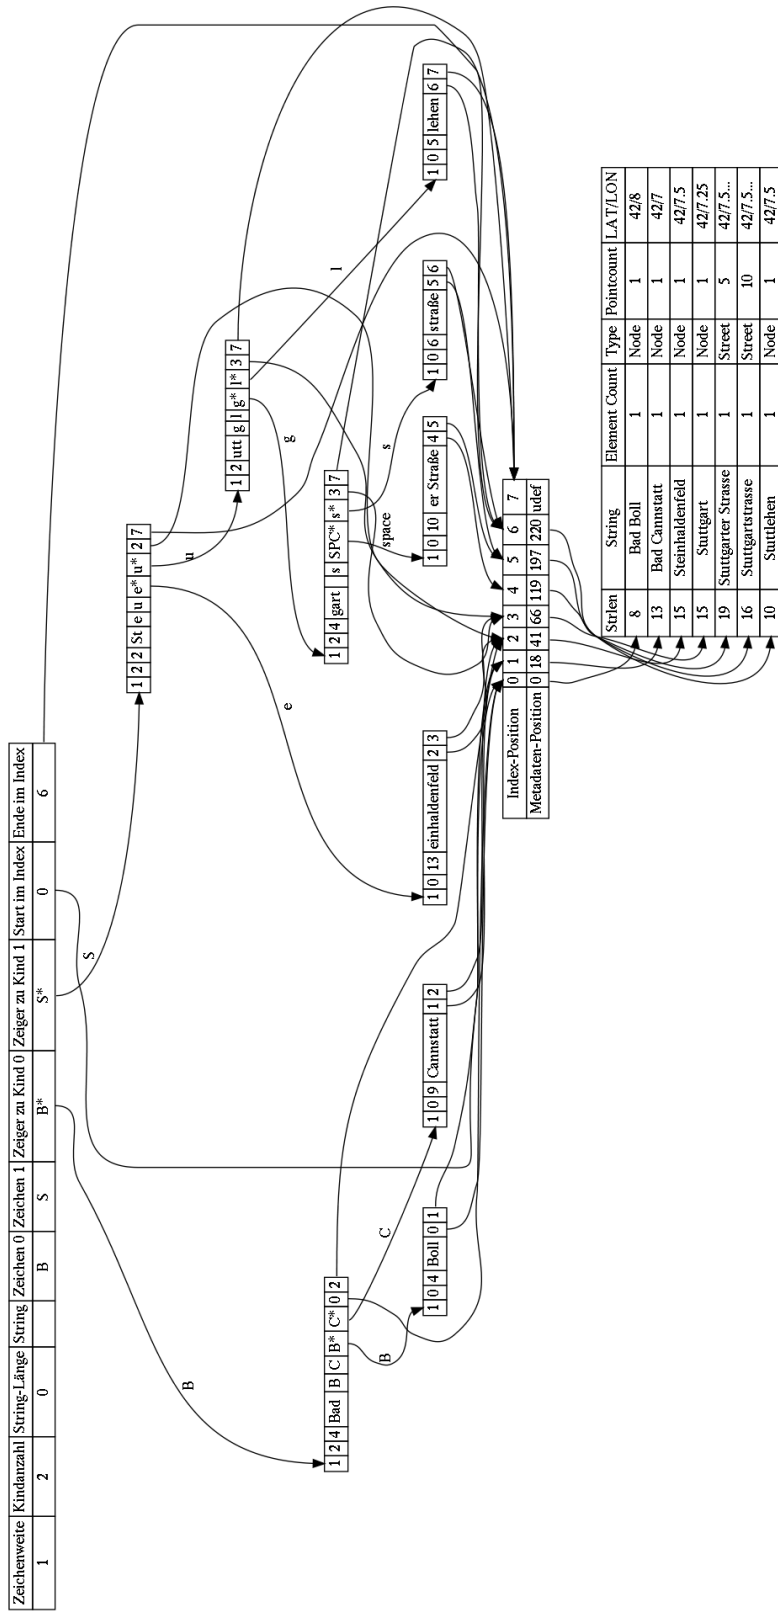 Zeichenweite Kindanzahl String-Länge String Zeichen 0 Zeichen 1 Zeiger zu Kind 0 Zeiger zu Kind 1 Start im Index Ende im Index
1 2 0 B S B* S* 0 6
B
S
1 2 2 St e u e* u* 2 7
e
u
1 2 utt g l g* l* 3 7
g
l
1 2 4 Bad B C B* C* 0 2
B
C
1 2 4 gart s SPC* s* 3 7
space
s
1 0 4 Boll 0 1
1 0 9 Cannstatt 1 2
1 0 13 einhaldenfeld 2 3
1 0 10 er Straße 4 5
1 0 6 straße 5 6
1 0 5 lehen 6 7
Index-Position 0 1 2 3 4 5 6 7
Metadaten-Position 0 18 41 66 119 197 220 udef
Strlen String Element Count Type Pointcount LAT/LON
8 Bad Boll 1 Node 1 42/8
13 Bad Cannstatt 1 Node 1 42/7
15 Steinhaldenfeld 1 Node 1 42/7.5
15 Stuttgart 1 Node 1 42/7.25
19 Stuttgarter Strasse 1 Street 5 42/7.5...
16 Stuttgartstrasse 1 Street 10 42/7.5...
10 Stuttlehen 1 Node 1 42/7.5